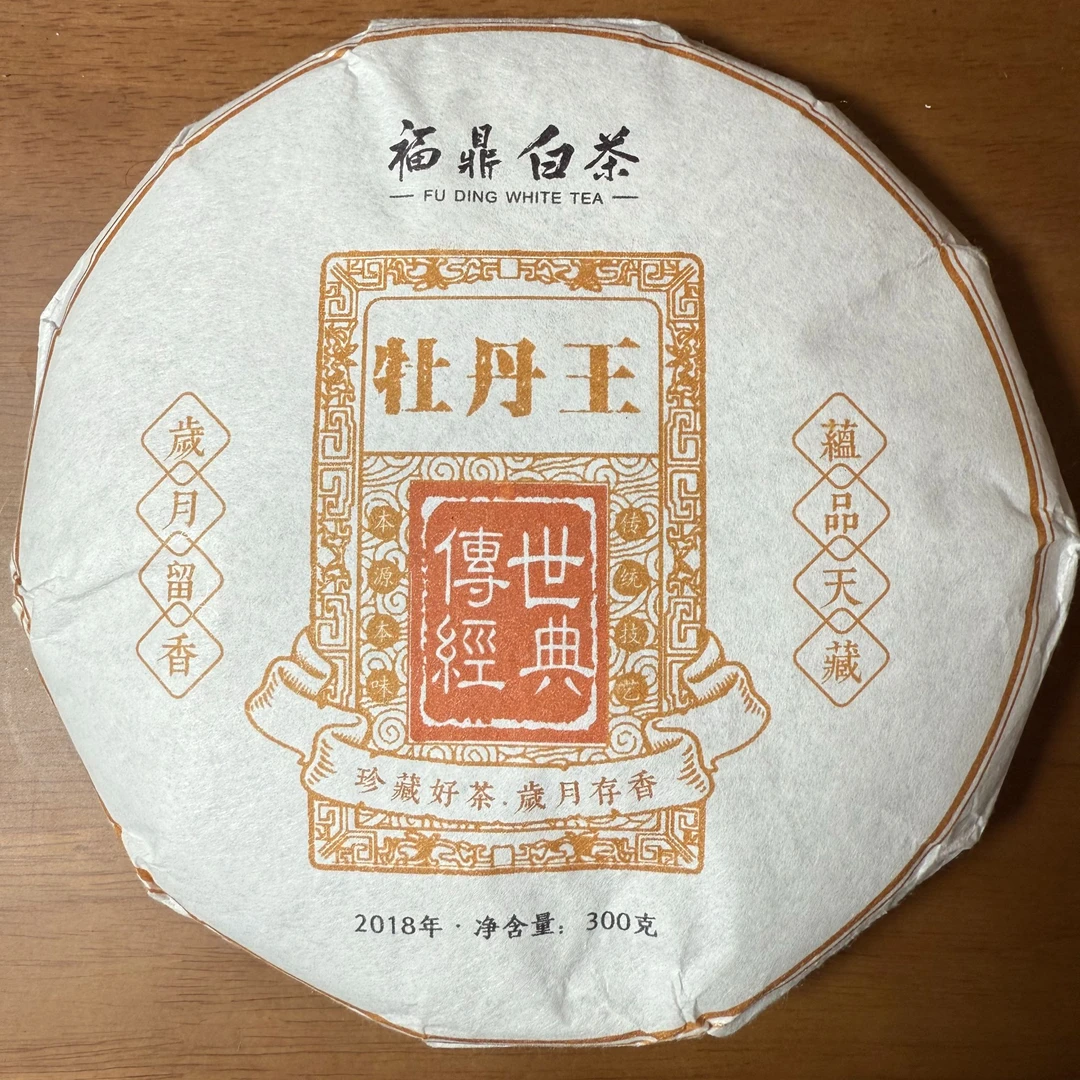 福鼎白茶
FU DING WHITE TEA
牡丹王
歲月留香
蘊品天藏
本源本味
传统技艺
世典
傳經
珍藏好茶.歲月存香
2018年·净含量：300克